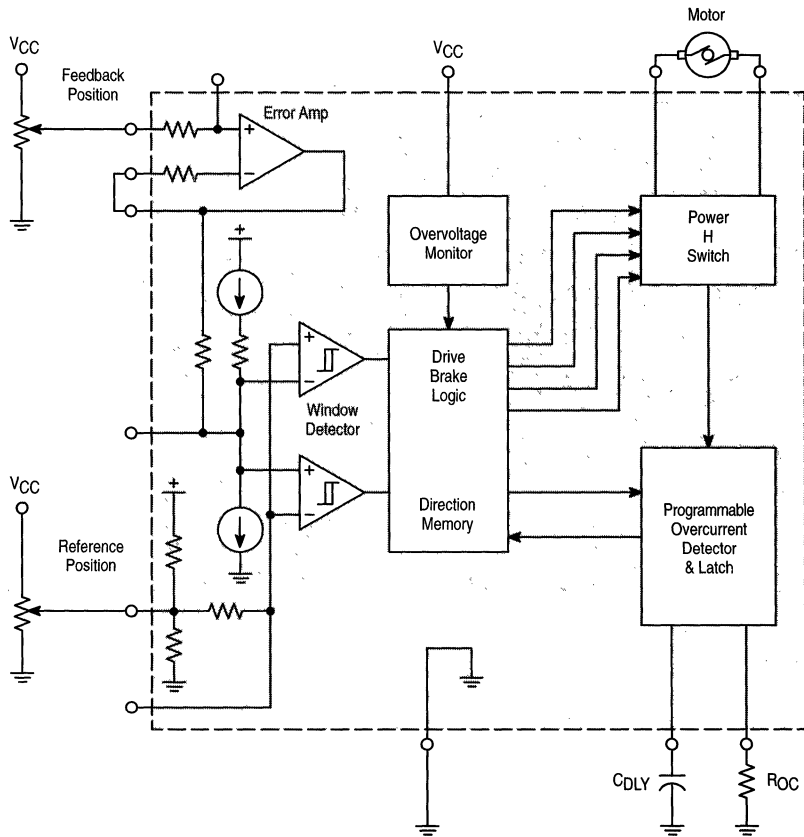 Motor
VCC
VCC
Feedback
Position
Error Amp
+
−
+
Overvoltage
Monitor
Power
H
Switch
+
−
Drive
Brake
Logic
Window
Detector
+
−
VCC
+
Direction
Memory
Programmable
Overcurrent
Detector
& Latch
Reference
Position
CDLY
ROC